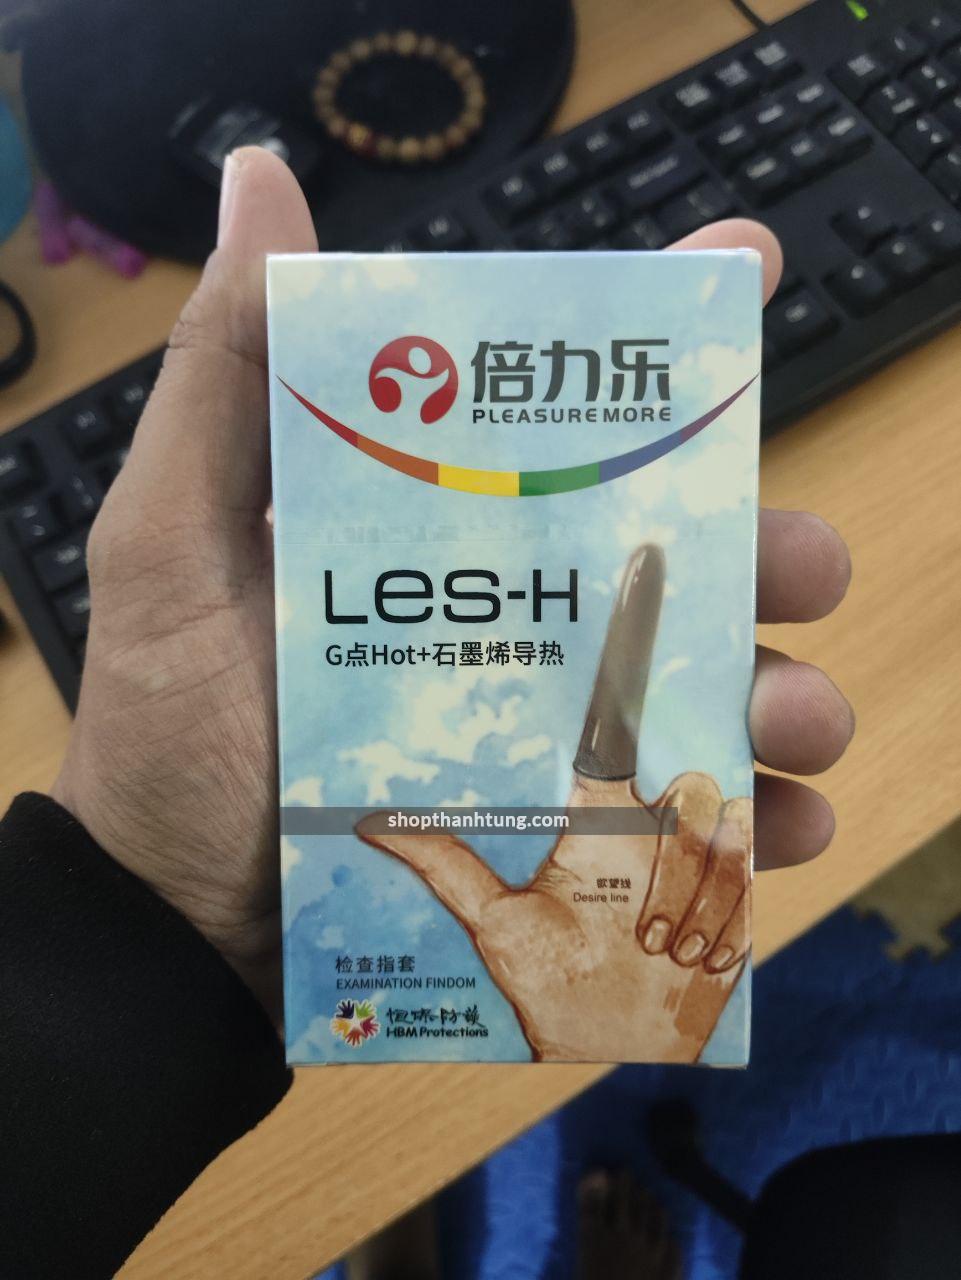 倍力乐
PLEASUREMORE
Les-H
G点Hot+石墨烯导热
shopthanhtung.com
欲望线
Desire line
检查指套
EXAMINATION FINDOM
HBM Protections